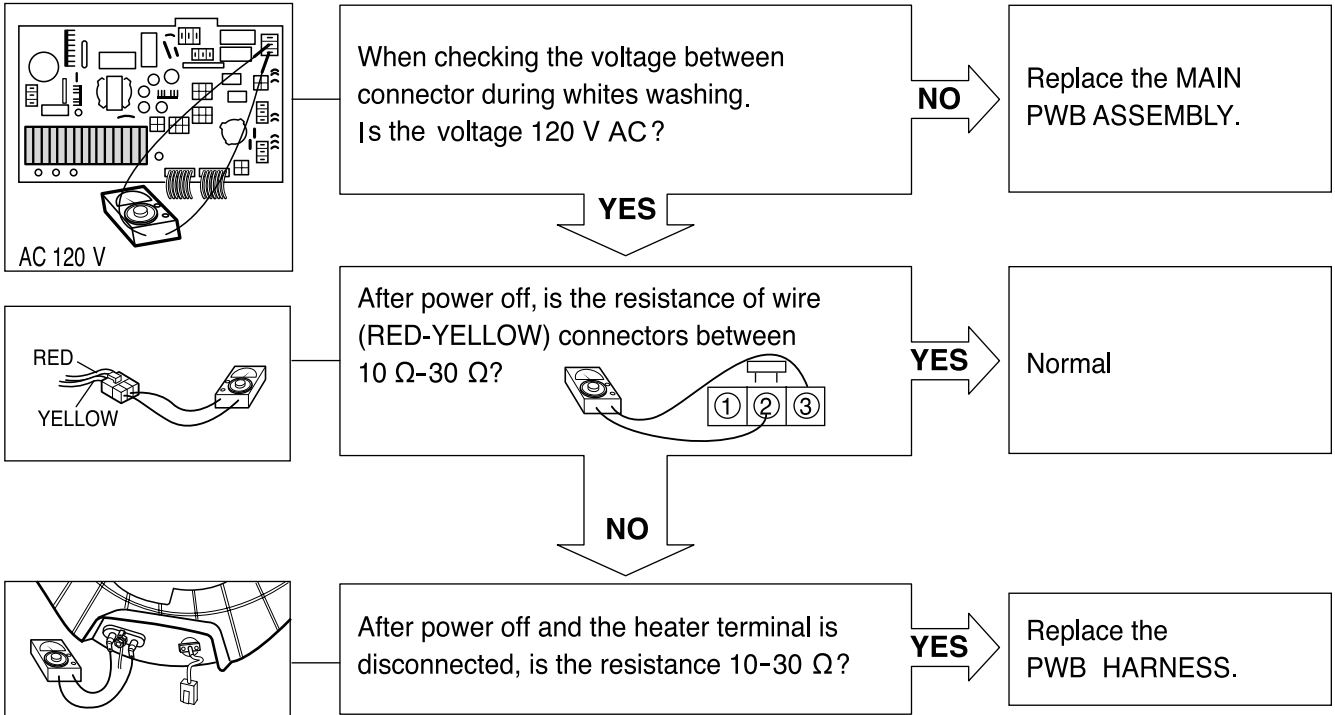 AC 120 V
When checking the voltage between
connector during whites washing.
Is the voltage 120 V AC?
NO
Replace the MAIN
PWB ASSEMBLY.
YES
RED
YELLOW
After power off, is the resistance of wire
(RED-YELLOW) connectors between
10 Ω-30 Ω?
① ② ③
YES
Normal
NO
After power off and the heater terminal is
disconnected, is the resistance 10-30 Ω?
YES
Replace the
PWB HARNESS.